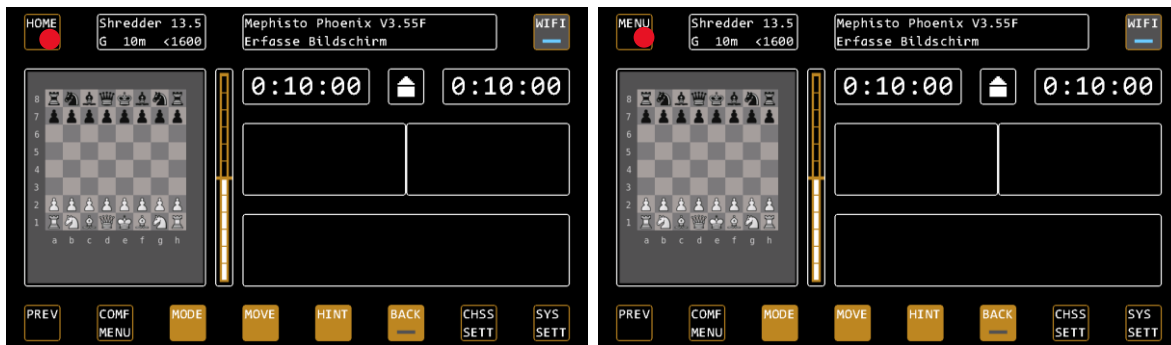 HOME
Shredder 13.5
G 10m <1600
Mephisto Phoenix V3.55F
Erfasse Bildschirm
WIFI
0:10:00
0:10:00
8
7
6
5
4
3
2
1
a b c d e f g h
PREV
COMF
MENU
MODE
MOVE
HINT
BACK
CHSS
SETT
SYS
SETT
MENU
Shredder 13.5
G 10m <1600
Mephisto Phoenix V3.55F
Erfasse Bildschirm
WIFI
0:10:00
0:10:00
8
7
6
5
4
3
2
1
a b c d e f g h
PREV
COMF
MENU
MODE
MOVE
HINT
BACK
CHSS
SETT
SYS
SETT